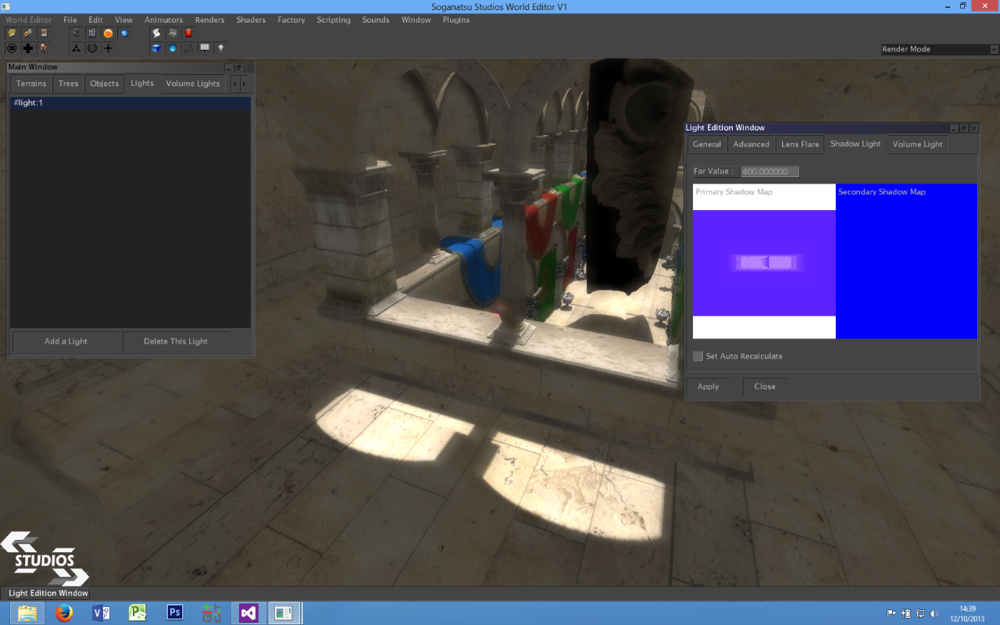 Soganatsu Studios World Editor V1
World Editor File Edit View Animators Renders Shaders Factory Scripting Sounds Window Plugins
Render Mode
Main Window
Terrains Trees Objects Lights Volume Lights
#light:1
Add a Light Delete This Light
Light Edition Window
General Advanced Lens Flare Shadow Light Volume Light
Far Value : 400.000000
Primary Shadow Map Secondary Shadow Map
Set Auto Recalculate
Apply Close
STUDIOS
Light Edition Window
Ps
14:39
12/10/2013